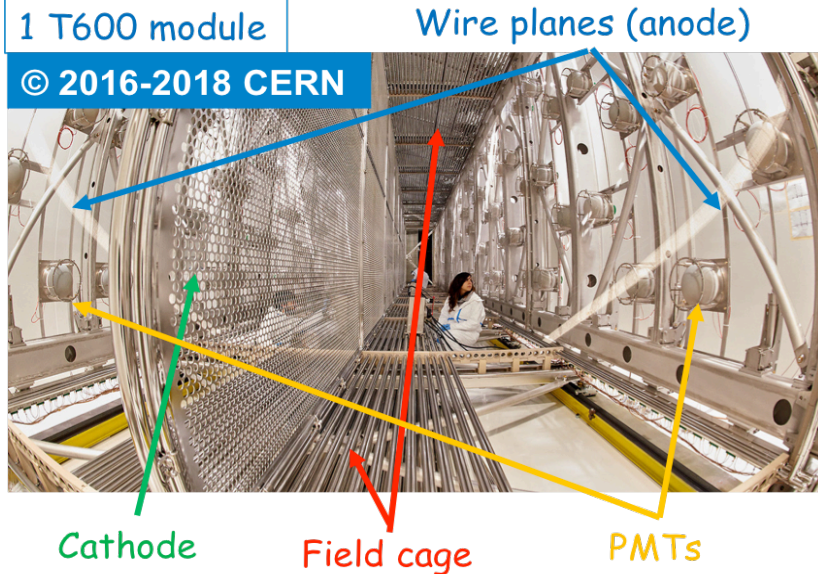 1 T600 module
Wire planes (anode)
© 2016-2018 CERN
Cathode
Field cage
PMTs